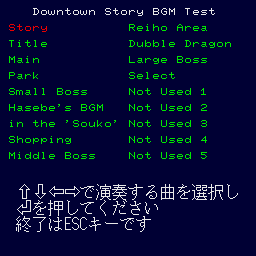 Downtown Story BGM Test
Story Reiho Area
Title Dubble Dragon
Main Large Boss
Park Select
Small Boss Not Used 1
Hasebe's BGM Not Used 2
in the 'Souko' Not Used 3
Shopping Not Used 4
Middle Boss Not Used 5
⇧⇩⇦⇨で演奏する曲を選択し
⏎を押してください
終了はESCキーです